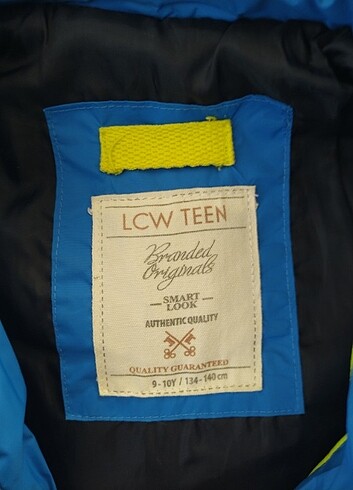 LCW TEEN
Branded
Originals
SMART
LOOK
AUTHENTIC QUALITY
QUALITY GUARANTEED
9 - 10Y / 134 - 140 cm